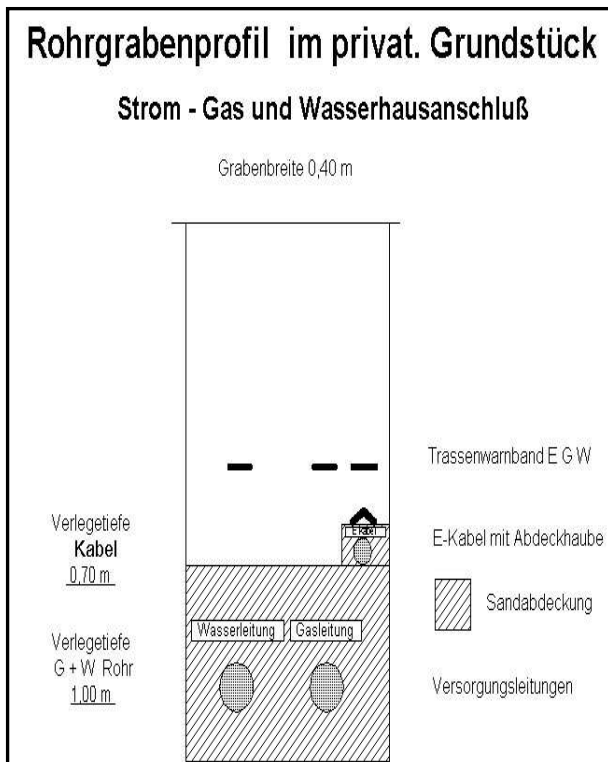 Rohrgrabenprofil im privat. Grundstück
Strom - Gas und Wasserhausanschluß
Grabenbreite 0,40 m
Trassenwarnband E G W
Verlegetiefe
Kabel
0,70 m
E Kabel
E-Kabel mit Abdeckhaube
Sandabdeckung
Wasserleitung
Gasleitung
Verlegetiefe
G + W Rohr
1,00 m
Versorgungsleitungen